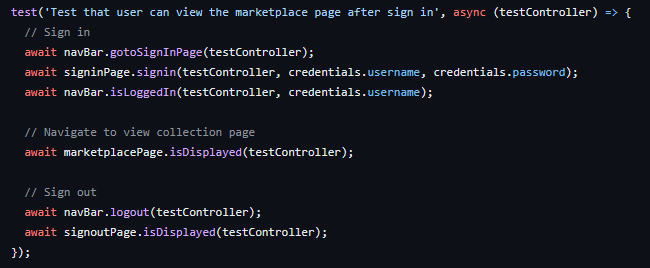 test('Test that user can view the marketplace page after sign in', async (testController) => {
  // Sign in
  await navBar.gotoSignInPage(testController);
  await signinPage.signin(testController, credentials.username, credentials.password);
  await navBar.isLoggedIn(testController, credentials.username);

  // Navigate to view collection page
  await marketplacePage.isDisplayed(testController);

  // Sign out
  await navBar.logout(testController);
  await signoutPage.isDisplayed(testController);
});